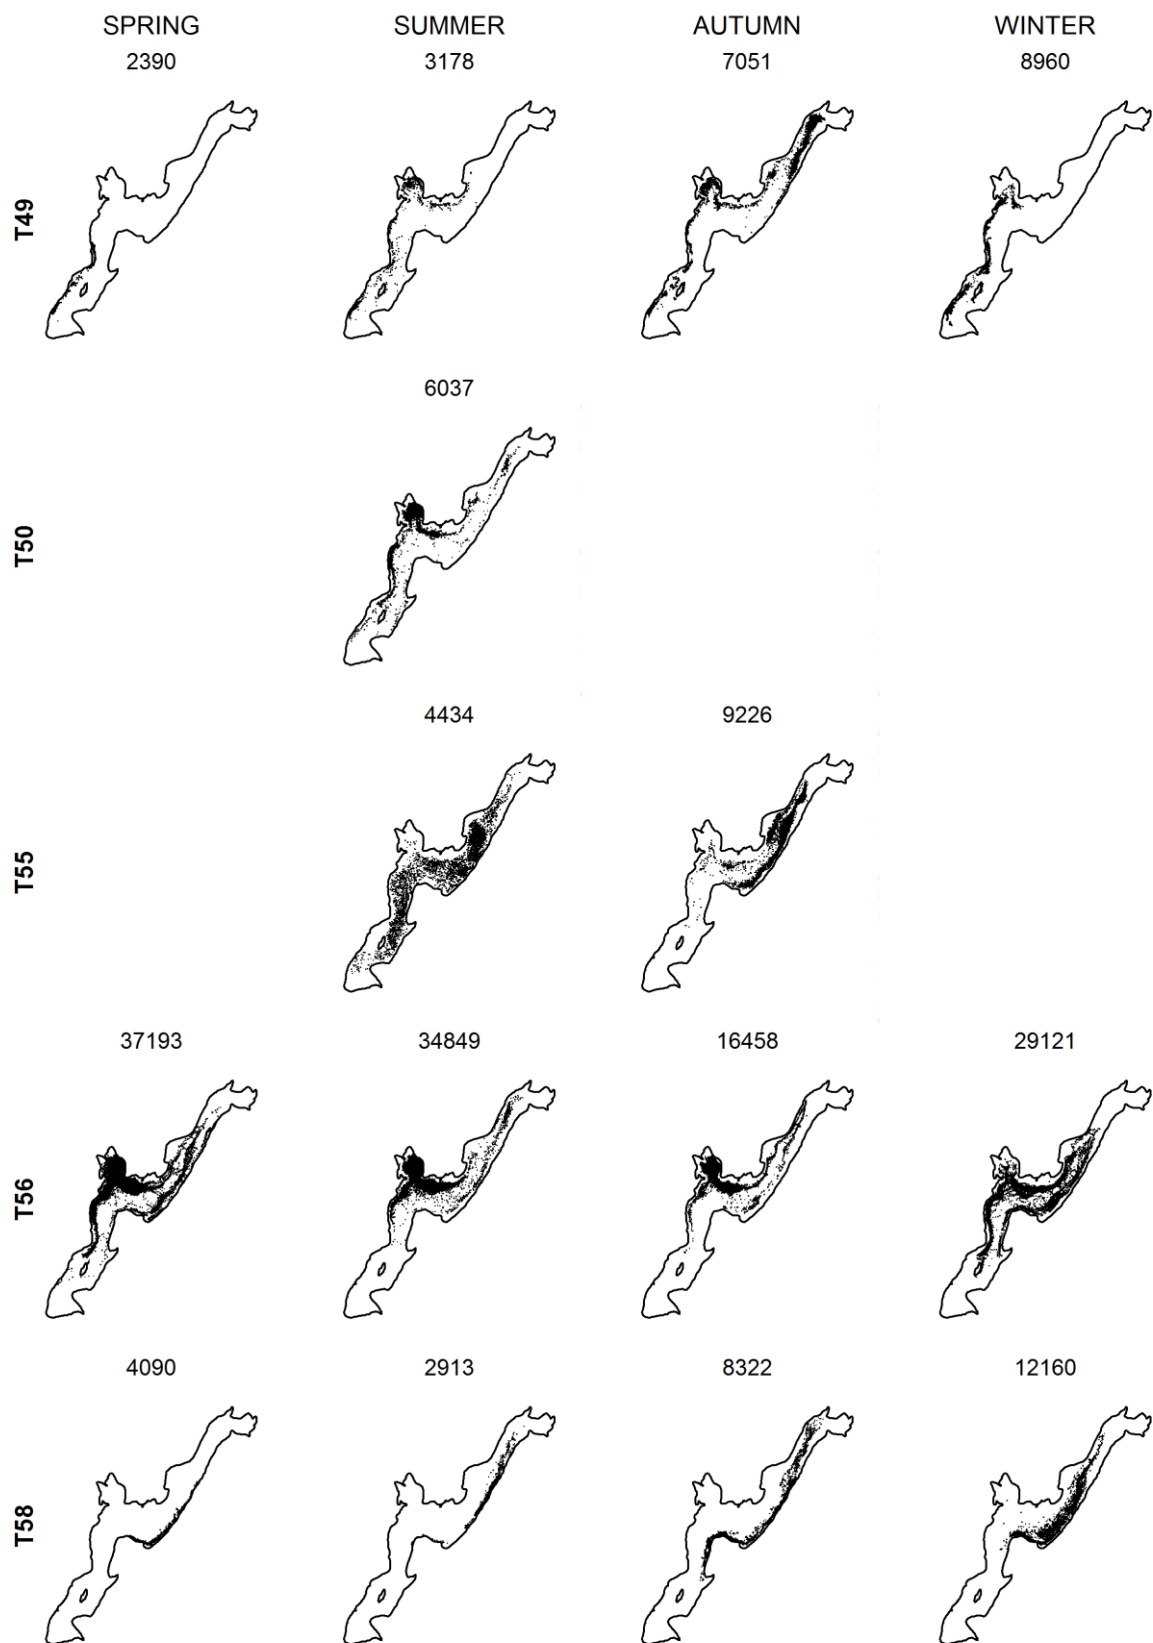 SPRING SUMMER AUTUMN WINTER
2390 3178 7051 8960
T49
6037
T50
4434 9226
T55
37193 34849 16458 29121
T56
4090 2913 8322 12160
T58